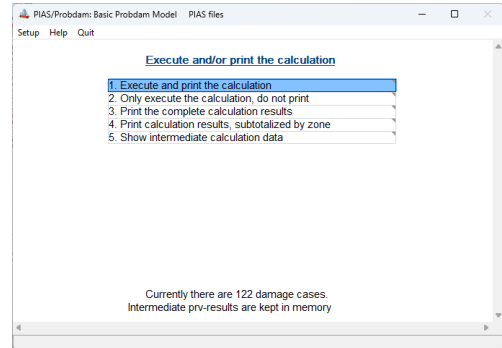 PIAS/Probdam: Basic Probdam Model PIAS files
Setup Help Quit
Execute and/or print the calculation
1. Execute and print the calculation
2. Only execute the calculation, do not print
3. Print the complete calculation results
4. Print calculation results, subtotalized by zone
5. Show intermediate calculation data
Currently there are 122 damage cases.
Intermediate prv-results are kept in memory